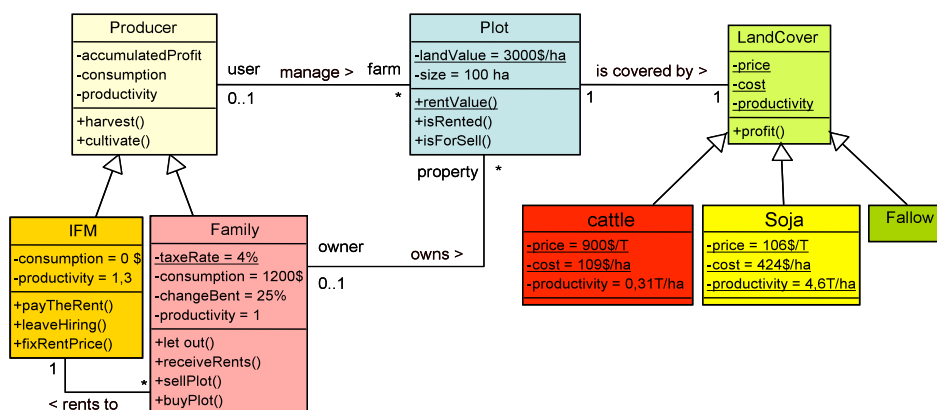 Producer
-accumulatedProfit
-consumption
-productivity
+harvest()
+cultivate()
user
manage >
farm
0..1
*
Plot
-landValue = 3000$/ha
-size = 100 ha
+rentValue()
+isRented()
+isForSell()
is covered by >
1
1
LandCover
-price
-cost
-productivity
+profit()
property
*
owner
owns >
0..1
IFM
-consumption = 0 $
-productivity = 1,3
+payTheRent()
+leaveHiring()
+fixRentPrice()
Family
-taxeRate = 4%
-consumption = 1200$
-changeBent = 25%
-productivity = 1
+let out()
+receiveRents()
+sellPlot()
+buyPlot()
1
*
< rents to
cattle
-price = 900$/T
-cost = 109$/ha
-productivity = 0,31T/ha
Soja
-price = 106$/T
-cost = 424$/ha
-productivity = 4,6T/ha
Fallow